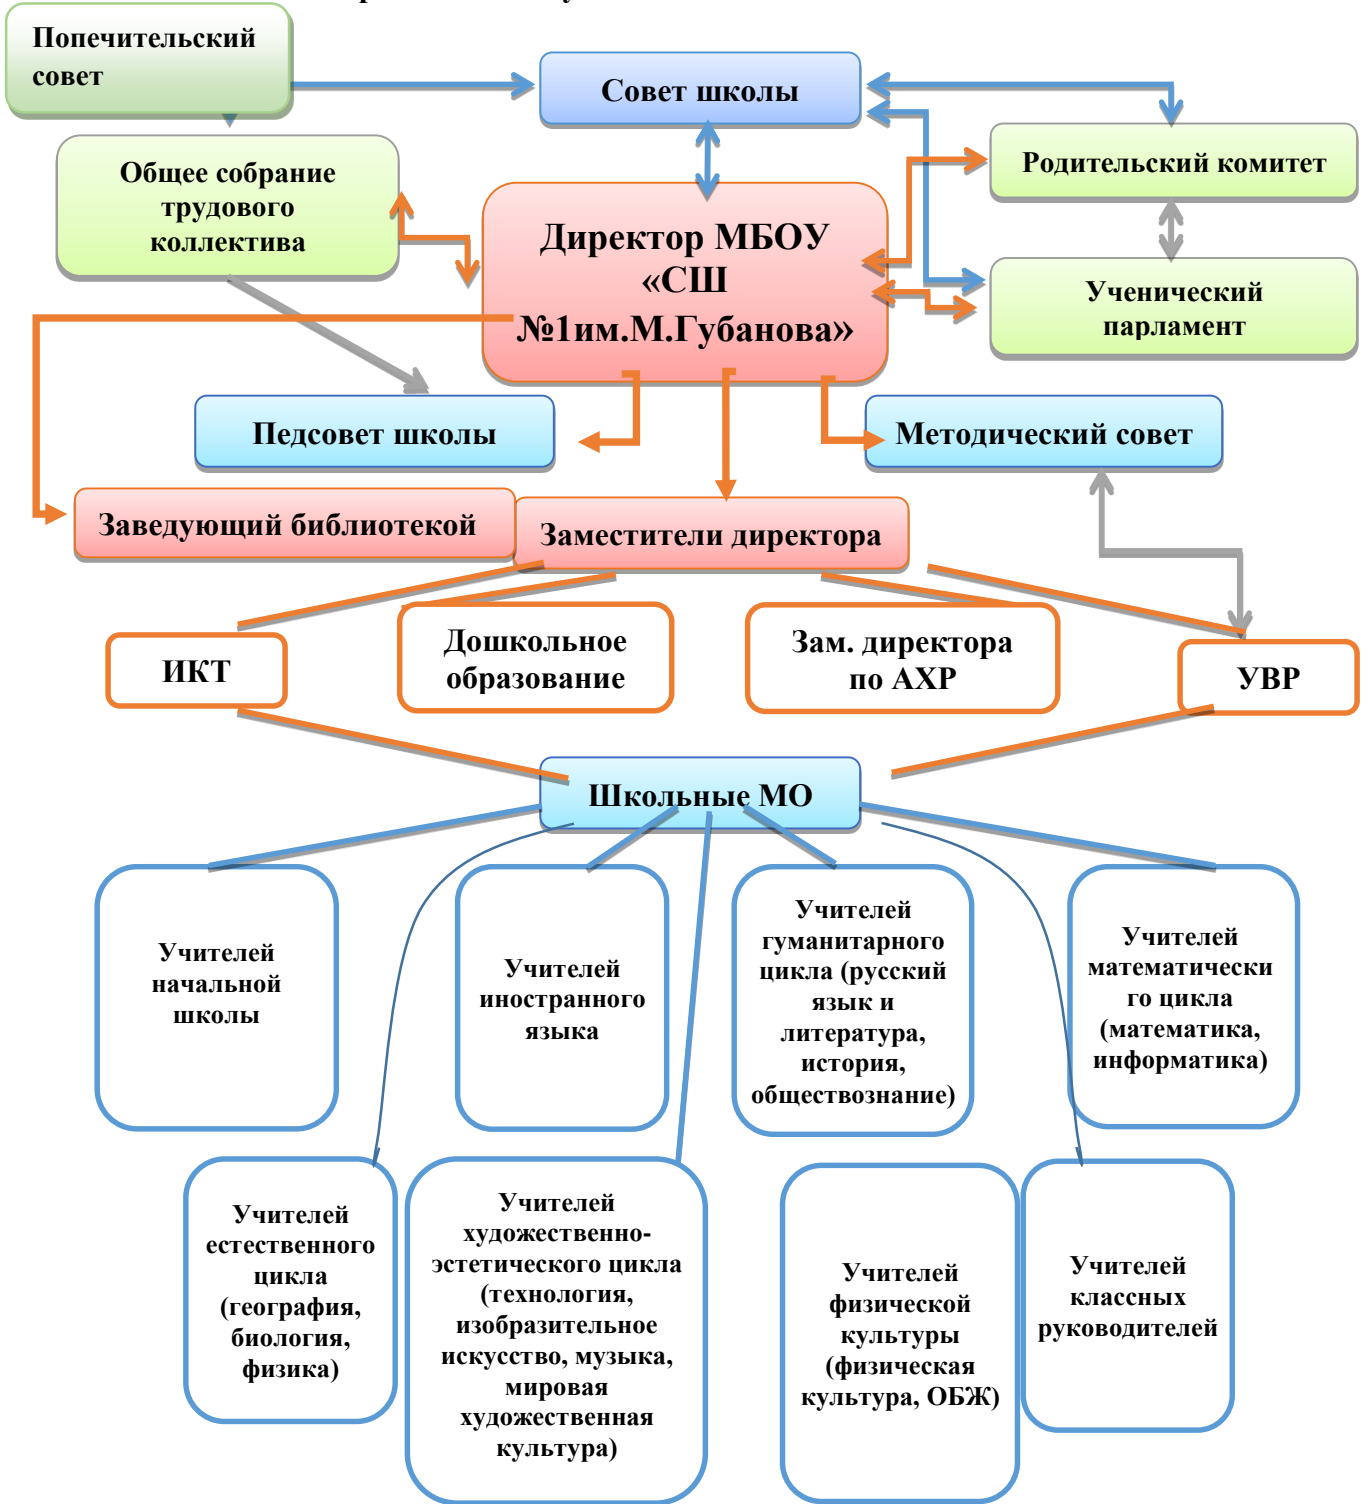 Попечительский
совет
Совет школы
Общее собрание
трудового
коллектива
Родительский комитет
Директор МБОУ
«СШ
№1им.М.Губанова»
Ученический
парламент
Педсовет школы
Методический совет
Заведующий библиотекой
Заместители директора
ИКТ
Дошкольное
образование
Зам. директора
по АХР
УВР
Школьные МО
Учителей
начальной
школы
Учителей
иностранного
языка
Учителей
гуманитарного
цикла (русский
язык и
литература,
история,
обществознание)
Учителей
математически
го цикла
(математика,
информатика)
Учителей
естественного
цикла
(география,
биология,
физика)
Учителей
художественно-
эстетического цикла
(технология,
изобразительное
искусство, музыка,
мировая
художественная
культура)
Учителей
физической
культуры
(физическая
культура, ОБЖ)
Учителей
классных
руководителей